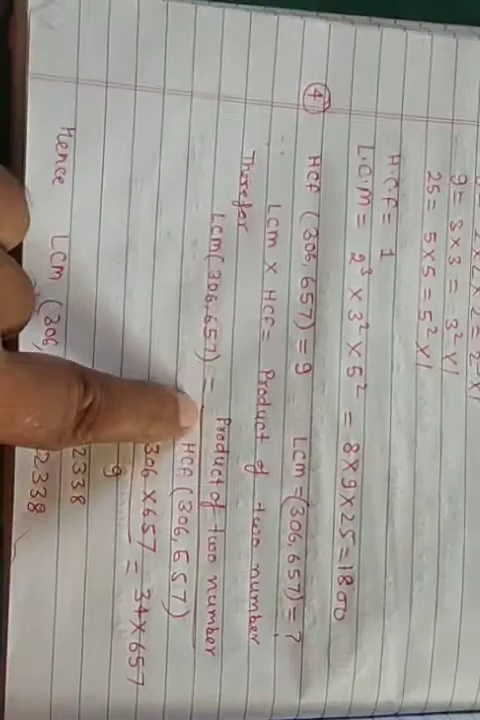 9 = 3 × 3 = 3² × 1
25 = 5 × 5 = 5² × 1
H.C.F = 1
L.C.M = 2³ × 3² × 5² = 8 × 9 × 25 = 1800
④ HCF (306, 657) = 9 LCM = (306, 657) = ?
∴ LCM × HCF = Product of two number
Therefor
LCM (306, 657) = Product of two number
HCF (306, 657)
306 × 657 = 34 × 657
9
2338
Hence LCM (306, 2338